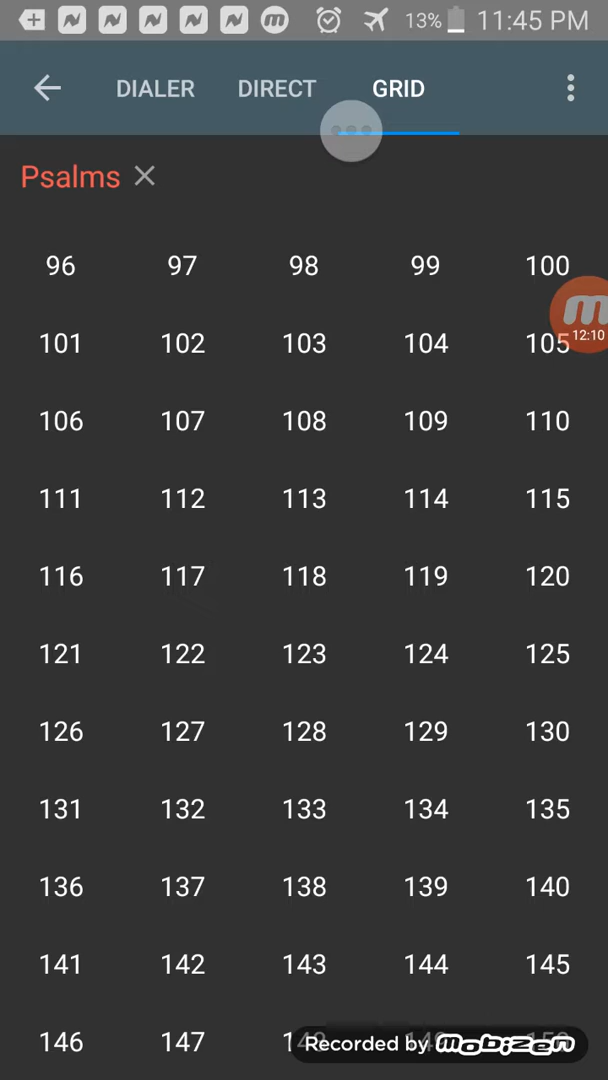 13% 11:45 PM
DIALER DIRECT GRID
Psalms
96 97 98 99 100
12:10
101 102 103 104 105
106 107 108 109 110
111 112 113 114 115
116 117 118 119 120
121 122 123 124 125
126 127 128 129 130
131 132 133 134 135
136 137 138 139 140
141 142 143 144 145
146 147 148 149 150
Recorded by mobizen